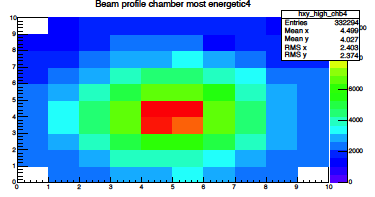 Beam profile chamber most energetic4
hxy_high_chb4
Entries 332294
Mean x 4.499
Mean y 4.027
RMS x 2.403
RMS y 2.374
10
9
8
7
6
5
4
3
2
1
0
0 1 2 3 4 5 6 7 8 9 10
6000
4000
2000
0